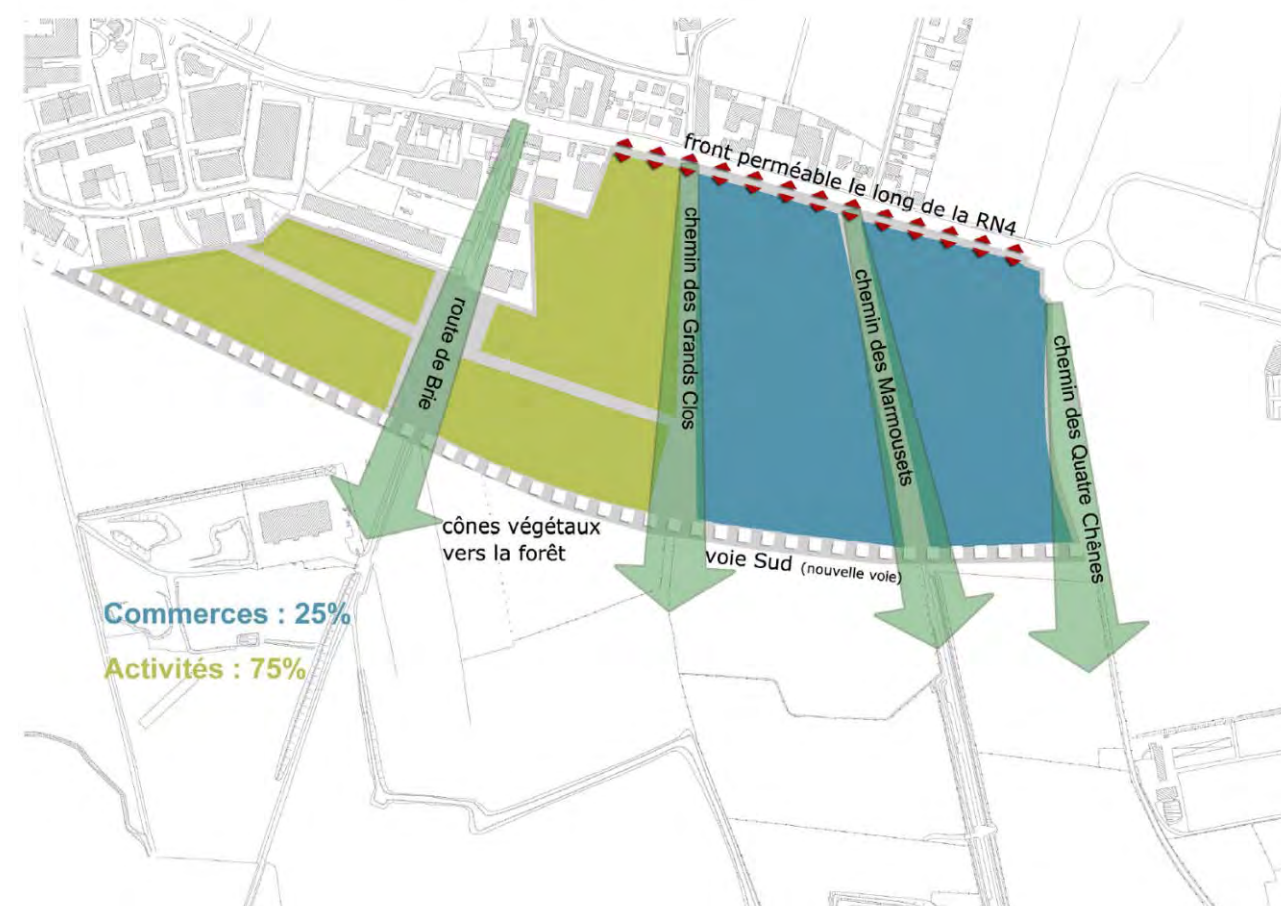 front perméable le long de la RN4
route de Brie
chemin des Grands Clos
chemin des Marmousets
chemin des Quatre Chênes
cônes végétaux
vers la forêt
voie Sud (nouvelle voie)
Commerces : 25%
Activités : 75%